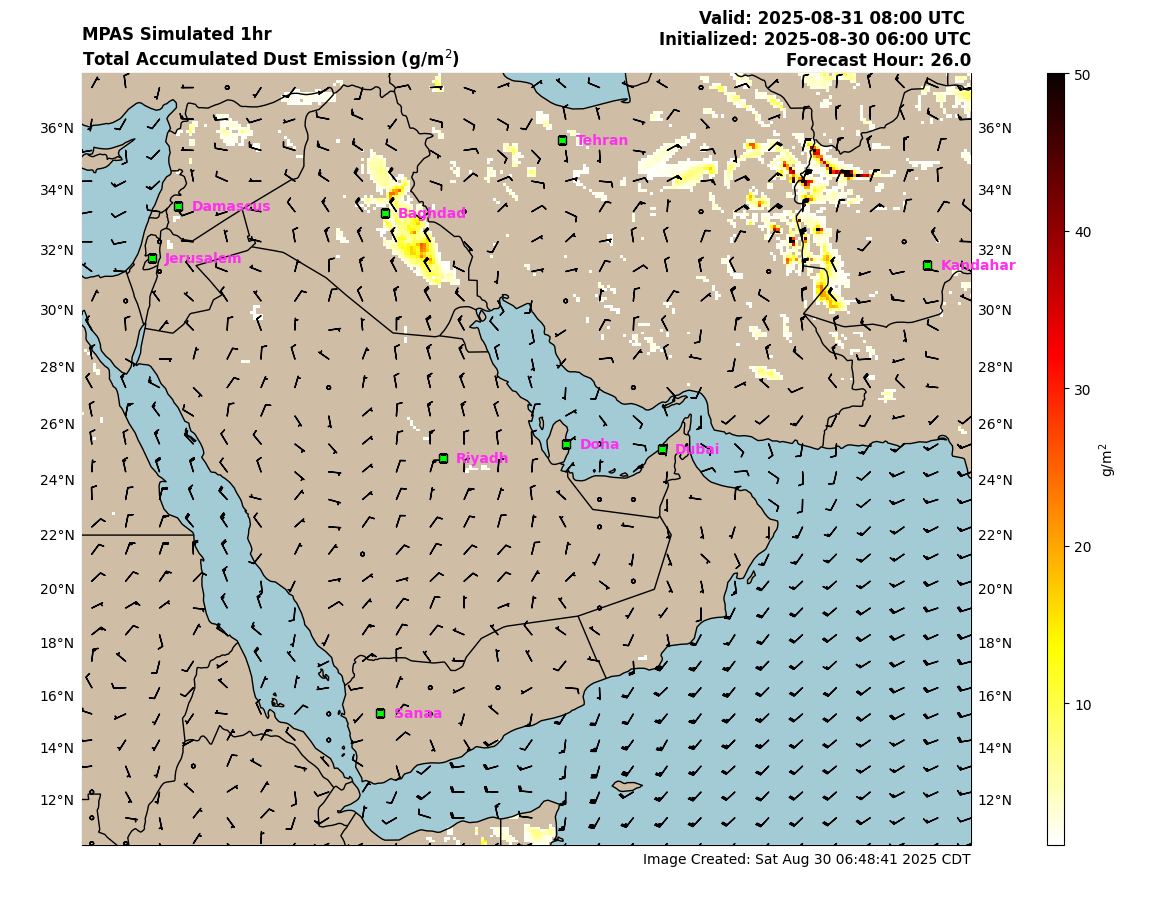 MPAS Simulated 1hr
Total Accumulated Dust Emission (g/m²)
Valid: 2025-08-31 08:00 UTC
Initialized: 2025-08-30 06:00 UTC
Forecast Hour: 26.0
36°N
34°N
32°N
30°N
28°N
26°N
24°N
22°N
20°N
18°N
16°N
14°N
12°N
Tehran
Damascus
Baghdad
Jerusalem
Kandahar
Doha
Dubai
Riyadh
Sanaa
36°N
34°N
32°N
30°N
28°N
26°N
24°N
22°N
20°N
18°N
16°N
14°N
12°N
50
40
30
20
10
g/m²
Image Created: Sat Aug 30 06:48:41 2025 CDT